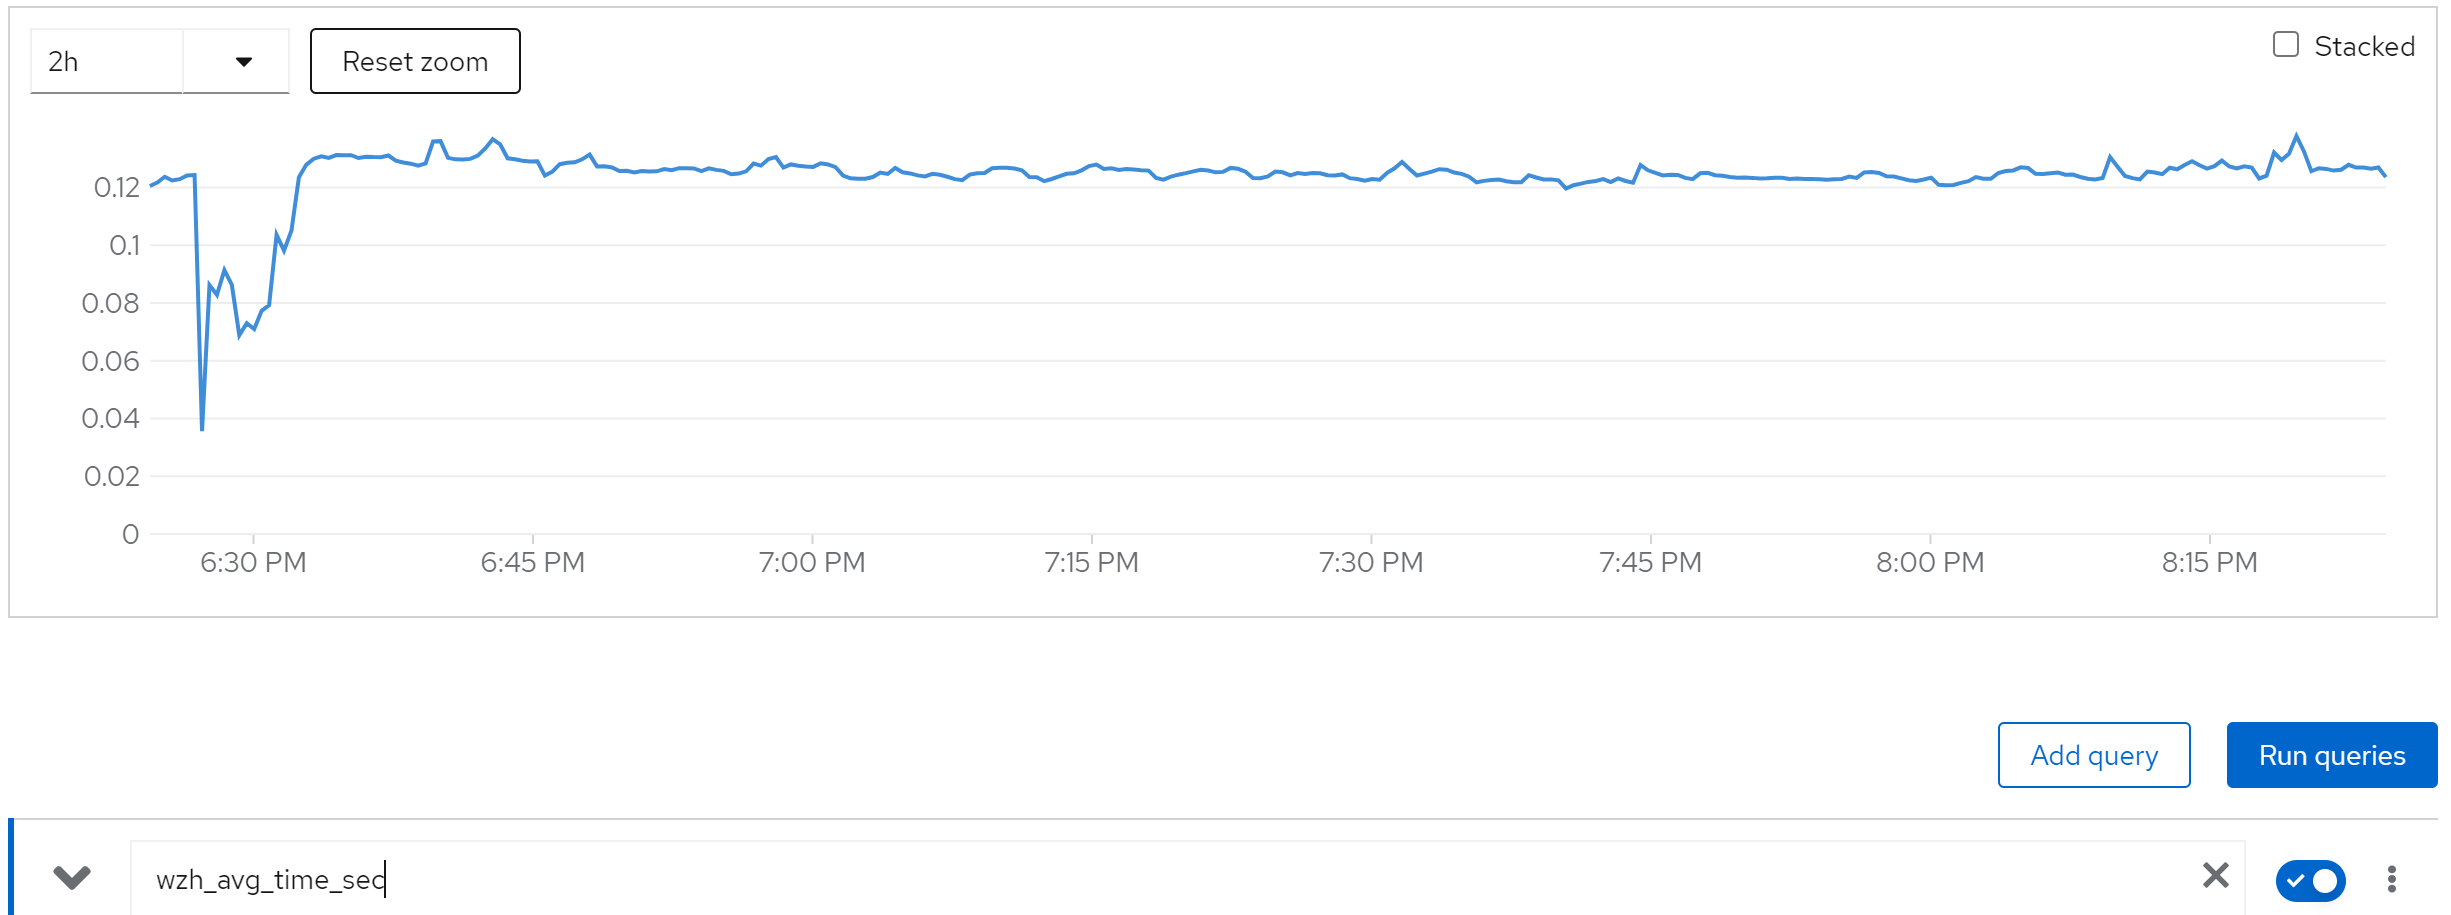 2h
Reset zoom
Stacked
0.12
0.1
0.08
0.06
0.04
0.02
0
6:30 PM 6:45 PM 7:00 PM 7:15 PM 7:30 PM 7:45 PM 8:00 PM 8:15 PM
Add query
Run queries
wzh_avg_time_sec